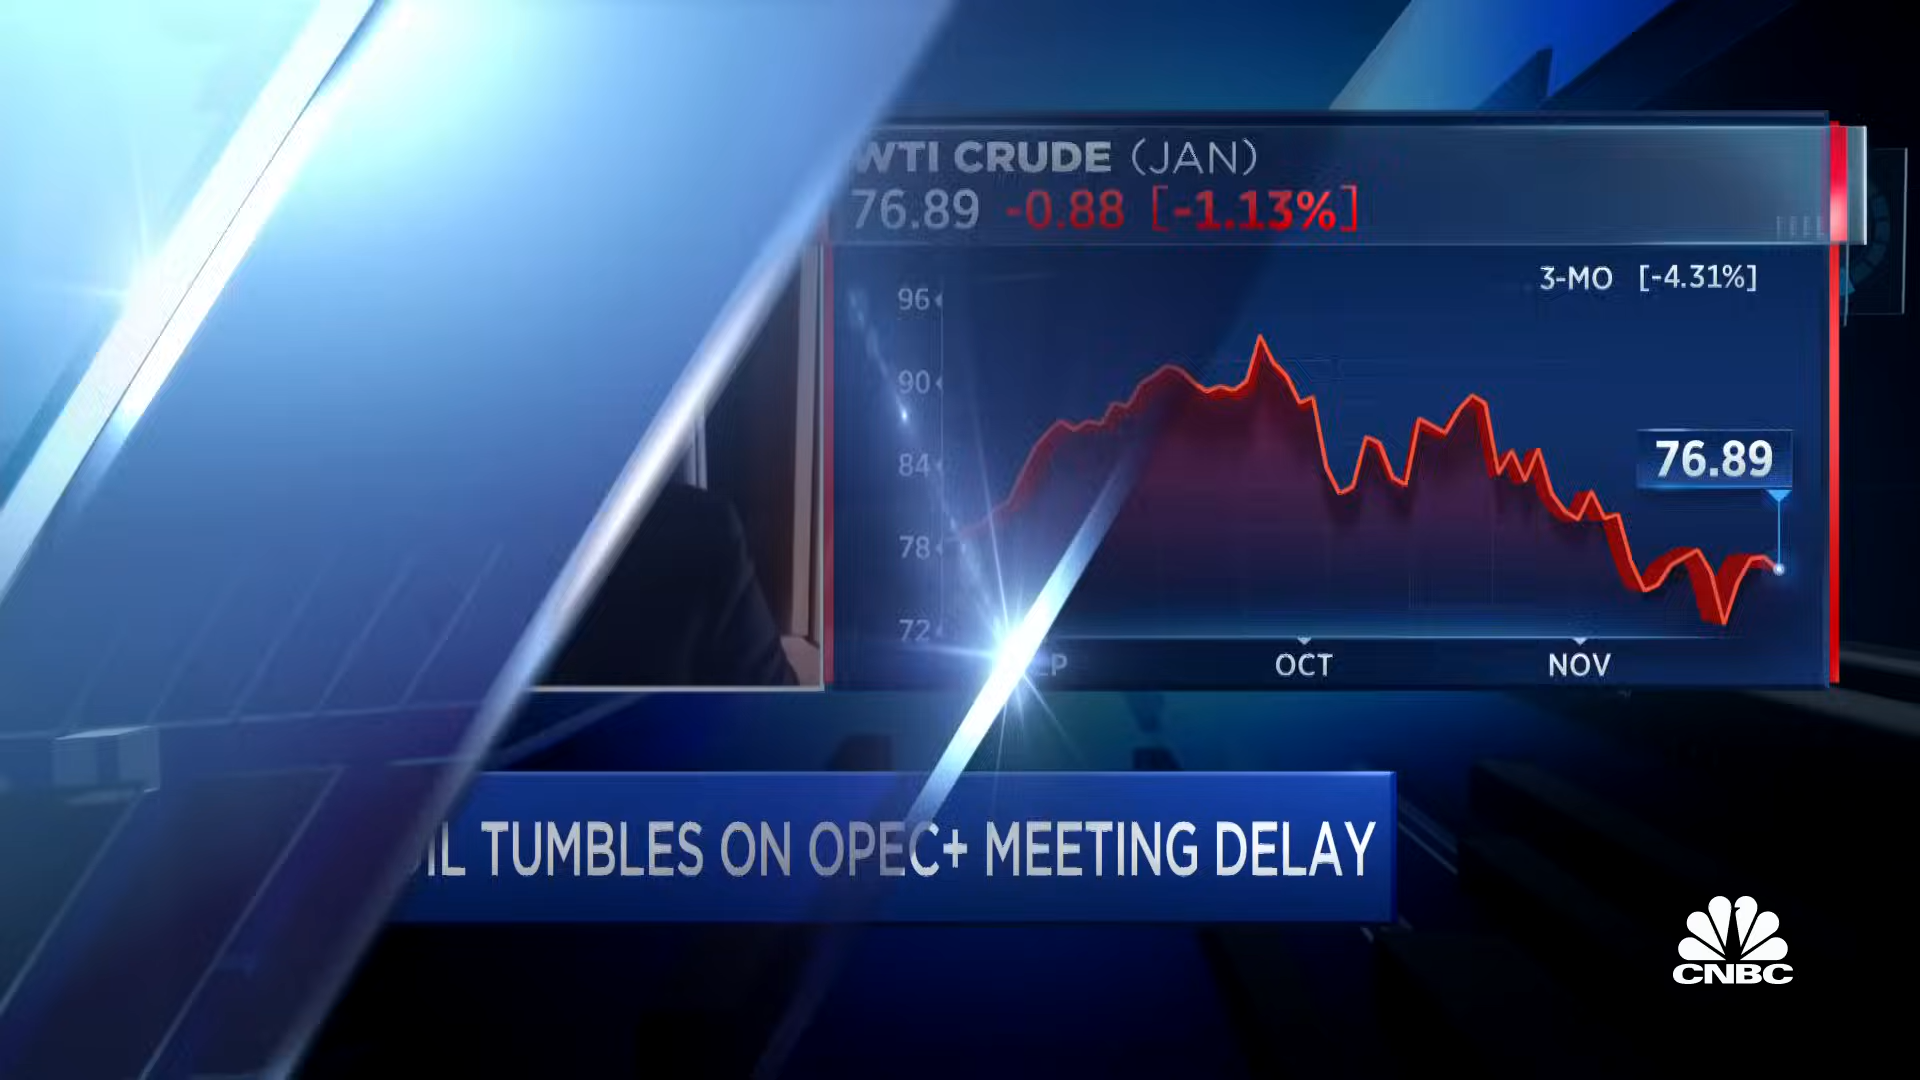 WTI CRUDE (JAN)
76.89 -0.88 [-1.13%]
3-MO [-4.31%]
96
90
84
78
72
76.89
OCT NOV
TUMBLES ON OPEC+ MEETING DELAY
CNBC